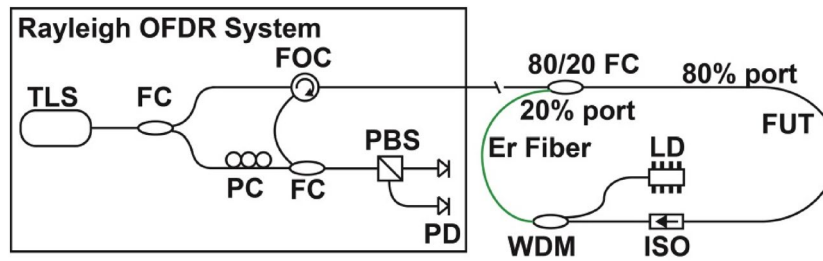 Rayleigh OFDR System
FOC
TLS
FC
PC
FC
PBS
PD
80/20 FC
80% port
20% port
FUT
Er Fiber
LD
WDM
ISO